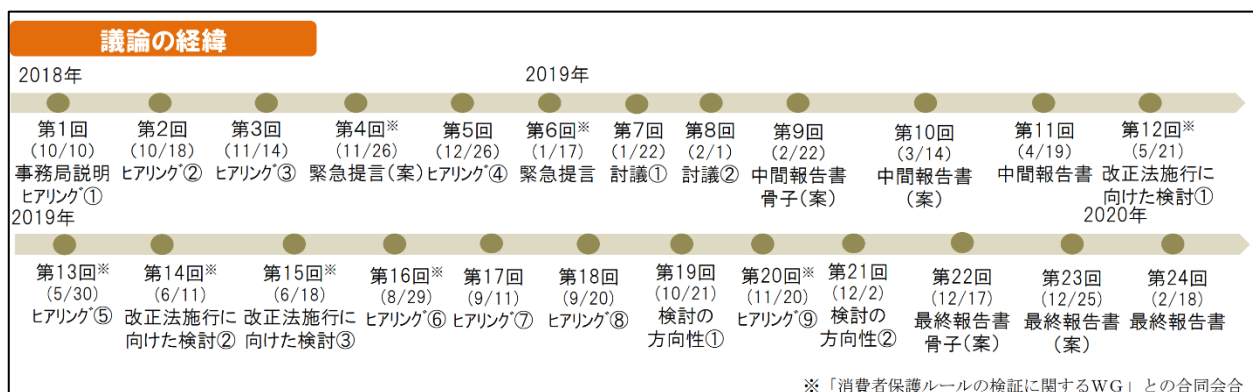 議論の経緯
2018年 2019年
第1回 第2回 第3回 第4回※ 第5回 第6回※ 第7回 第8回 第9回 第10回 第11回 第12回※
(10/10) (10/18) (11/14) (11/26) (12/26) (1/17) (1/22) (2/1) (2/22) (3/14) (4/19) (5/21)
事務局説明 ﾋｱﾘﾝｸﾞ② ﾋｱﾘﾝｸﾞ③ 緊急提言(案) ﾋｱﾘﾝｸﾞ④ 緊急提言 討議① 討議② 中間報告書 中間報告書 中間報告書 改正法施行に
ﾋｱﾘﾝｸﾞ① 骨子(案) (案) 向けた検討①
2019年 2020年
第13回※ 第14回※ 第15回※ 第16回※ 第17回 第18回 第19回 第20回※ 第21回 第22回 第23回 第24回
(5/30) (6/11) (6/18) (8/29) (9/11) (9/20) (10/21) (11/20) (12/2) (12/17) (12/25) (2/18)
ﾋｱﾘﾝｸﾞ⑤ 改正法施行に 改正法施行に ﾋｱﾘﾝｸﾞ⑥ ﾋｱﾘﾝｸﾞ⑦ ﾋｱﾘﾝｸﾞ⑧ 検討の ﾋｱﾘﾝｸﾞ⑨ 検討の 最終報告書 最終報告書 最終報告書
向けた検討② 向けた検討③ 方向性① 方向性② 骨子(案) (案)
※「消費者保護ルールの検証に関するWG」との合同会合